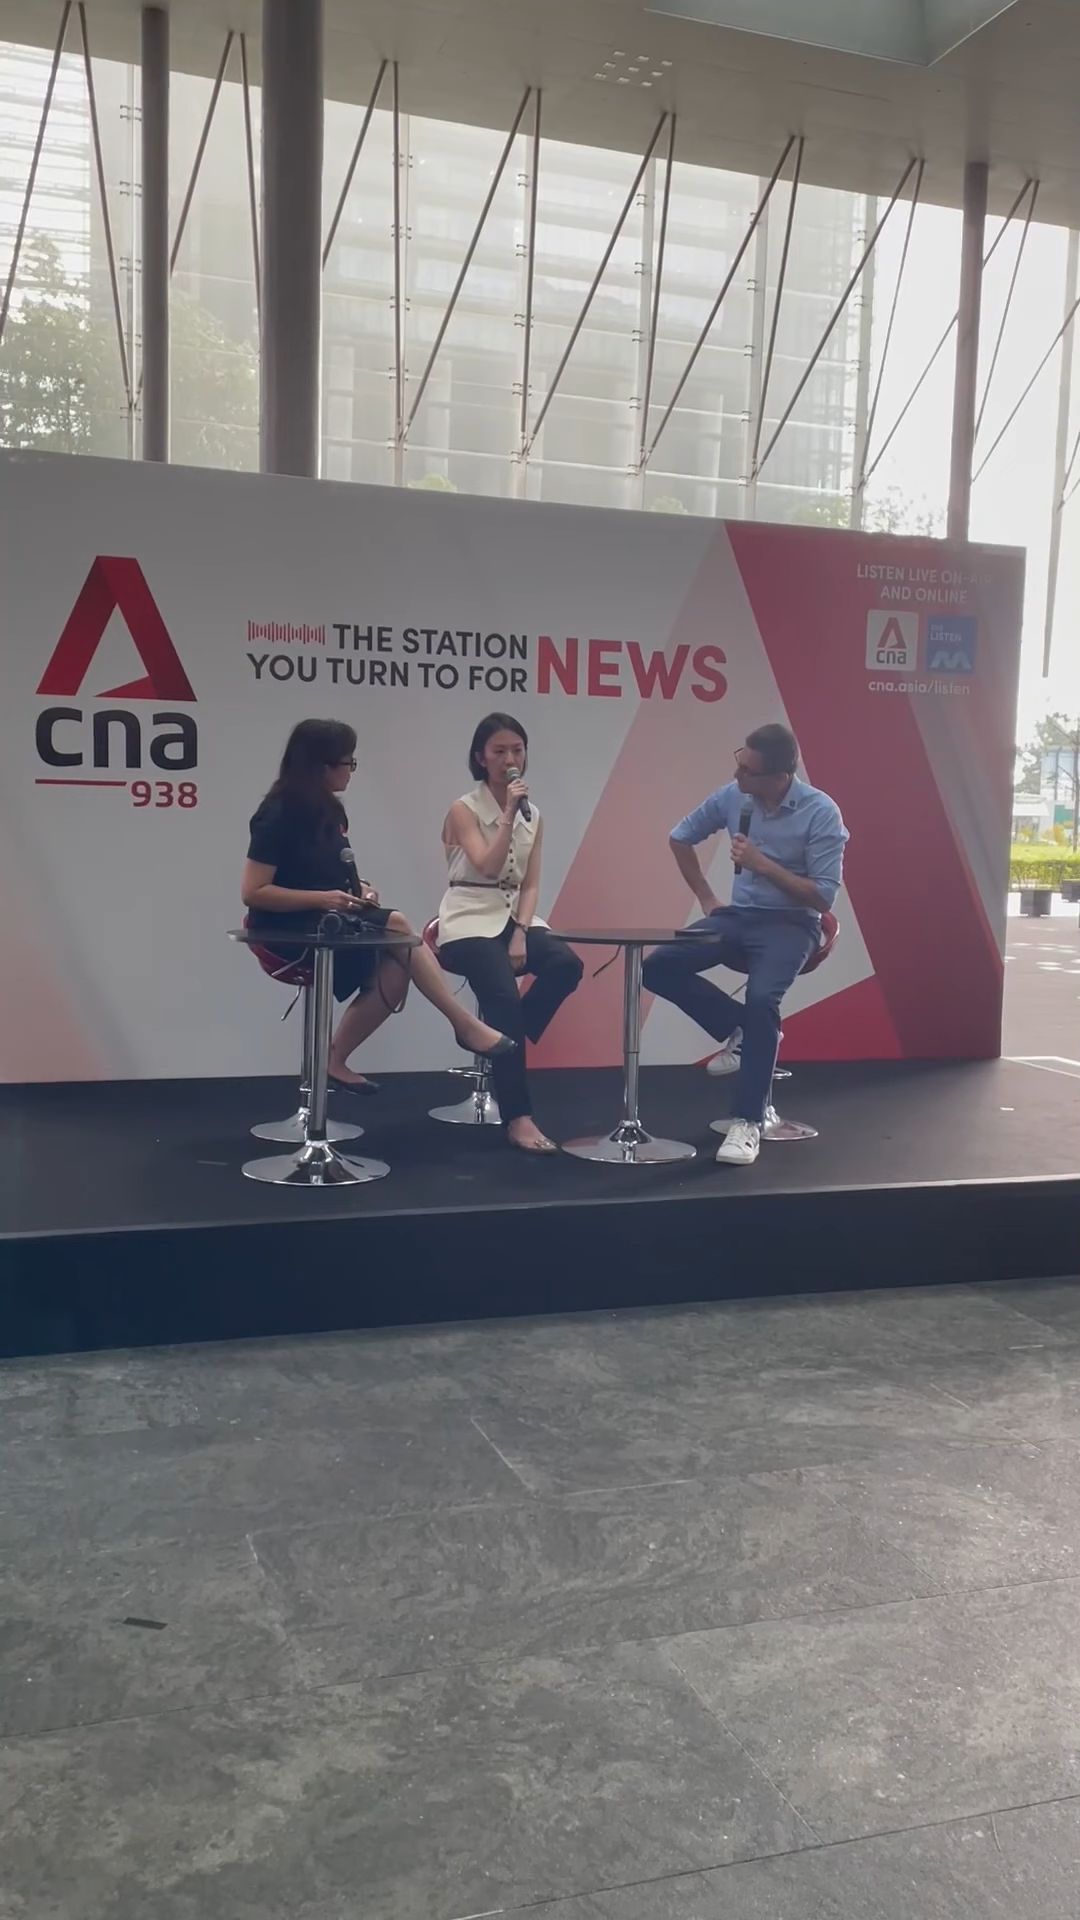 cna
938
THE STATION
YOU TURN TO FOR NEWS
LISTEN LIVE ON-AIR
AND ONLINE
cna
LISTEN
cna.asia/listen